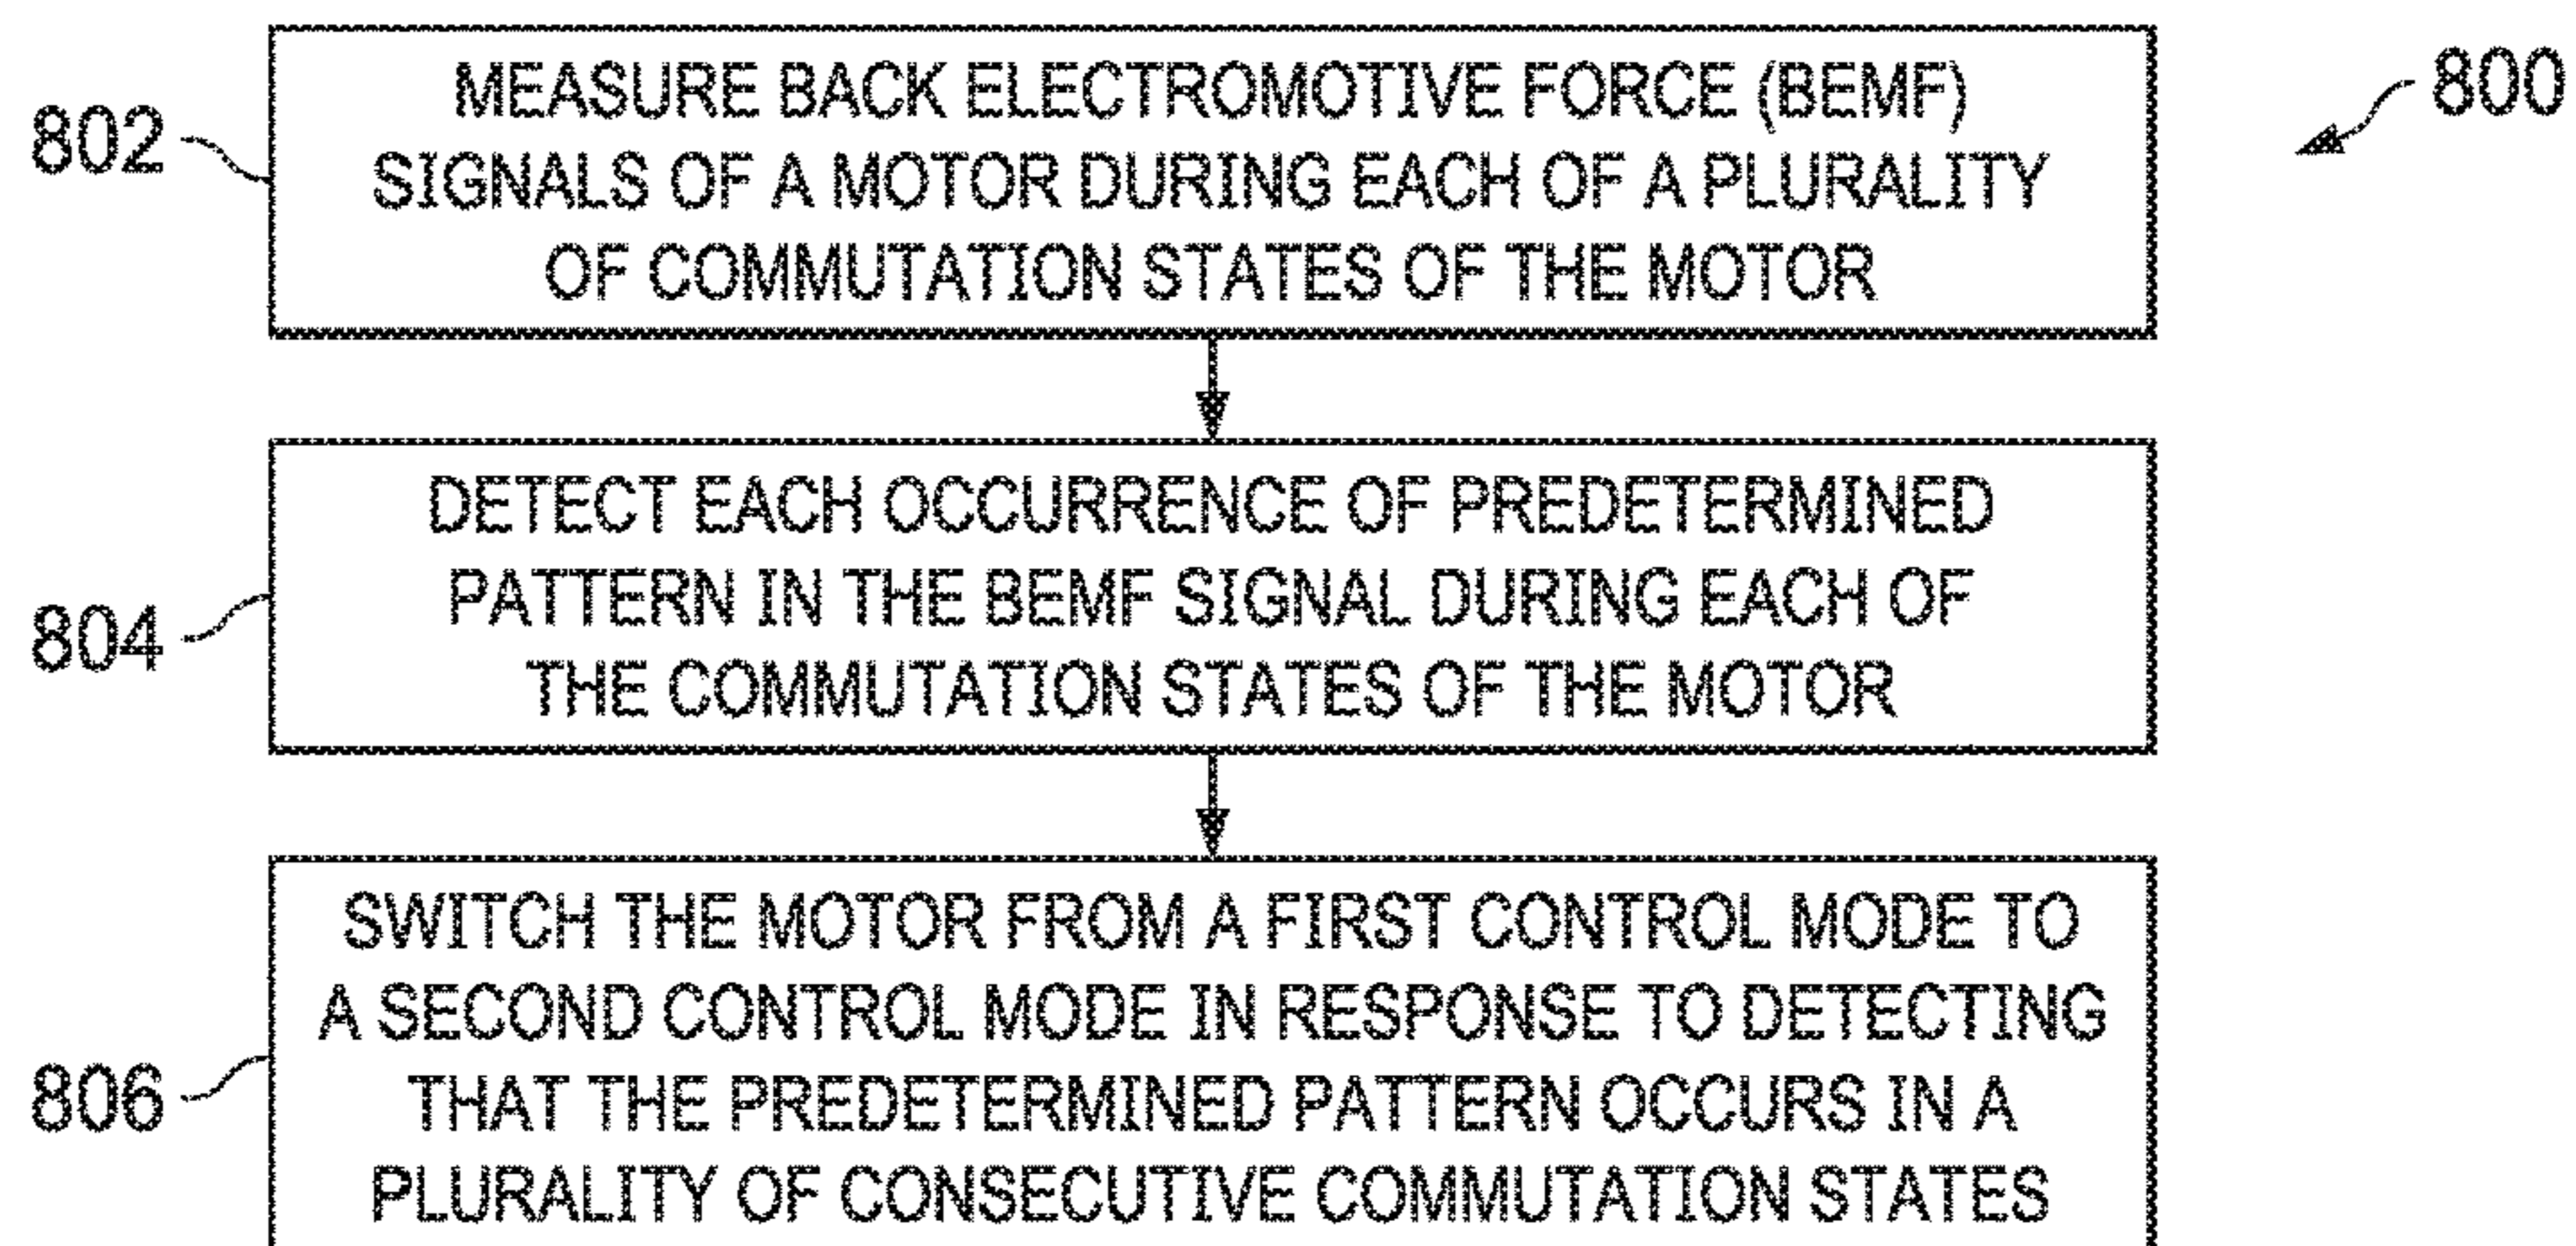 800
802
MEASURE BACK ELECTROMOTIVE FORCE (BEMF)
SIGNALS OF A MOTOR DURING EACH OF A PLURALITY
OF COMMUTATION STATES OF THE MOTOR
804
DETECT EACH OCCURRENCE OF PREDETERMINED
PATTERN IN THE BEMF SIGNAL DURING EACH OF
THE COMMUTATION STATES OF THE MOTOR
806
SWITCH THE MOTOR FROM A FIRST CONTROL MODE TO
A SECOND CONTROL MODE IN RESPONSE TO DETECTING
THAT THE PREDETERMINED PATTERN OCCURS IN A
PLURALITY OF CONSECUTIVE COMMUTATION STATES